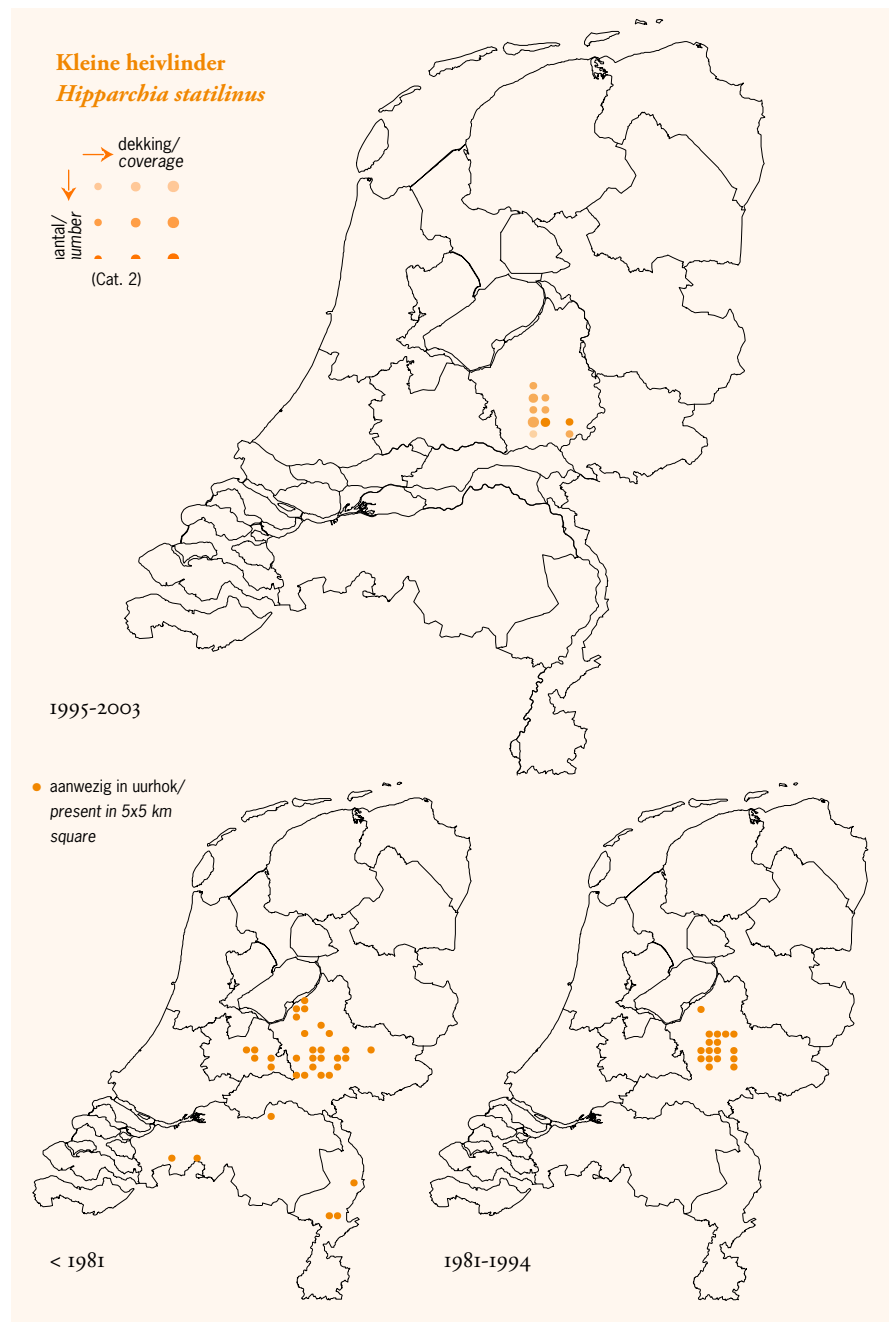 Kleine heivlinder
Hipparchia statilinus
dekking/
coverage
(Cat. 2)
1995-2003
aanwezig in uurhok/
present in 5x5 km
square
< 1981
1981-1994